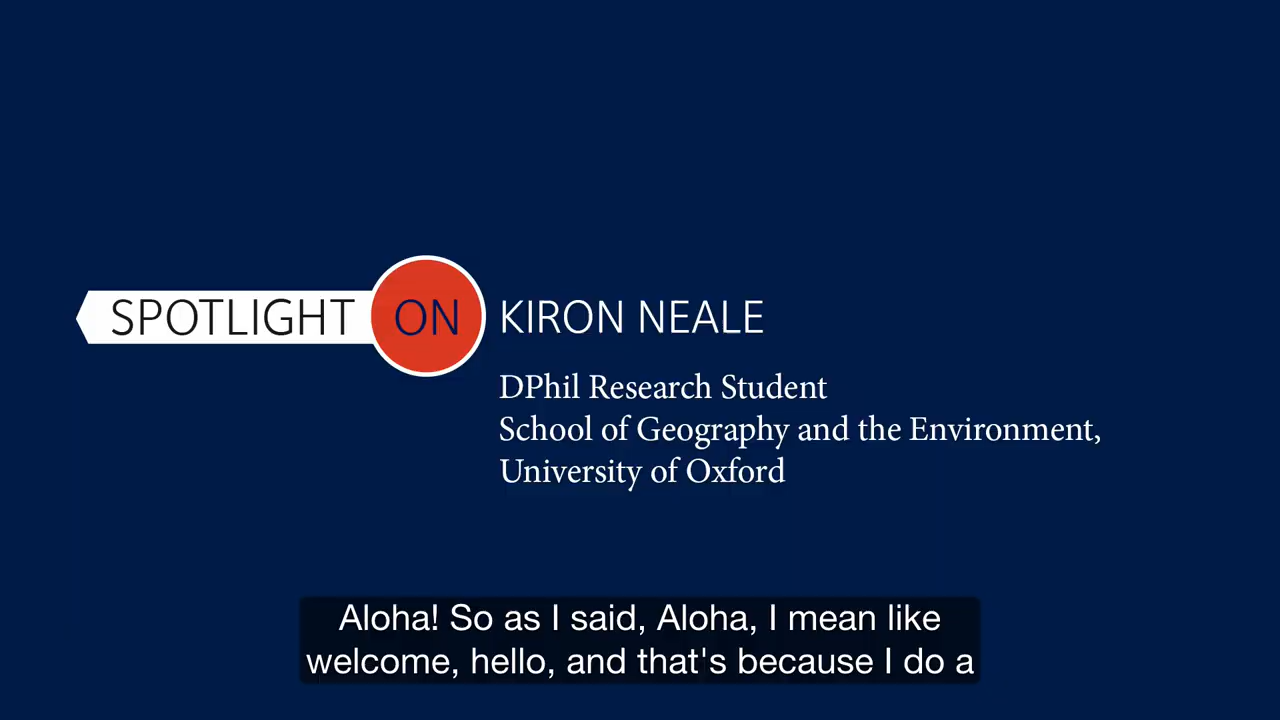 SPOTLIGHT ON KIRON NEALE
DPhil Research Student
School of Geography and the Environment,
University of Oxford
Aloha! So as I said, Aloha, I mean like
welcome, hello, and that's because I do a